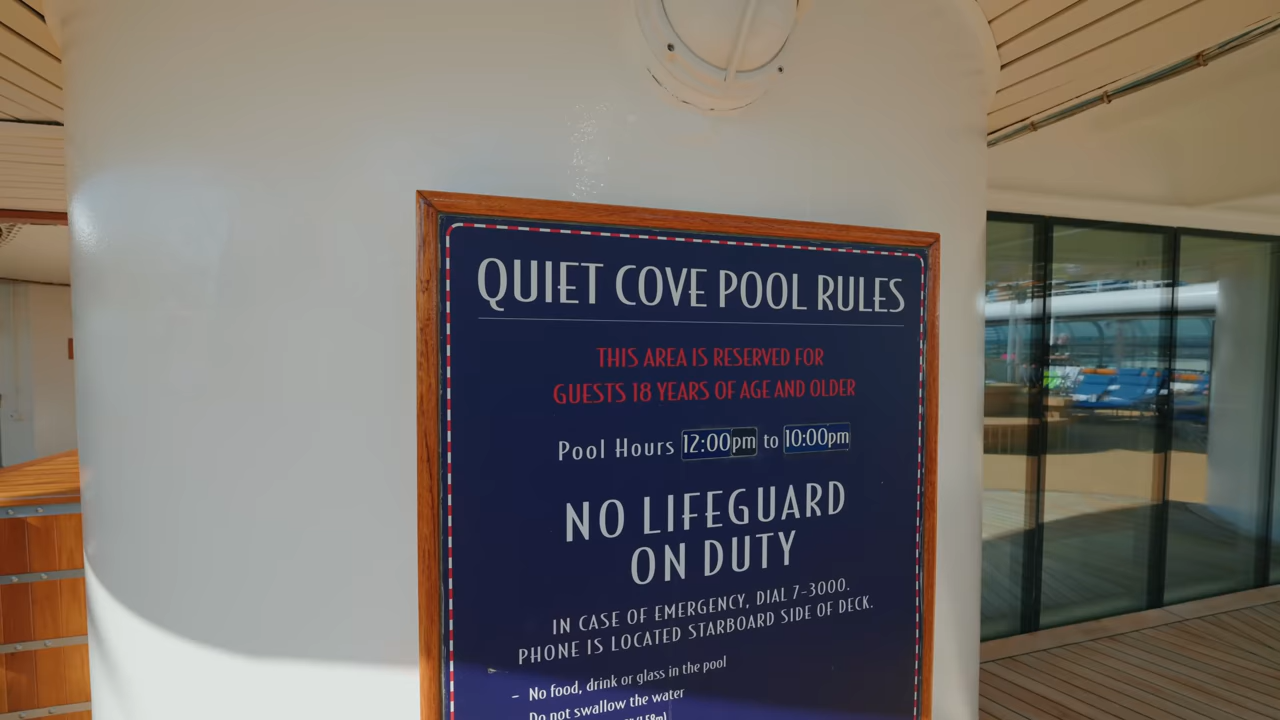 QUIET COVE POOL RULES
THIS AREA IS RESERVED FOR
GUESTS 18 YEARS OF AGE AND OLDER
Pool Hours 12:00pm to 10:00pm
NO LIFEGUARD
ON DUTY
IN CASE OF EMERGENCY, DIAL 7-3000.
PHONE IS LOCATED STARBOARD SIDE OF DECK.
– No food, drink or glass in the pool
Do not swallow the water